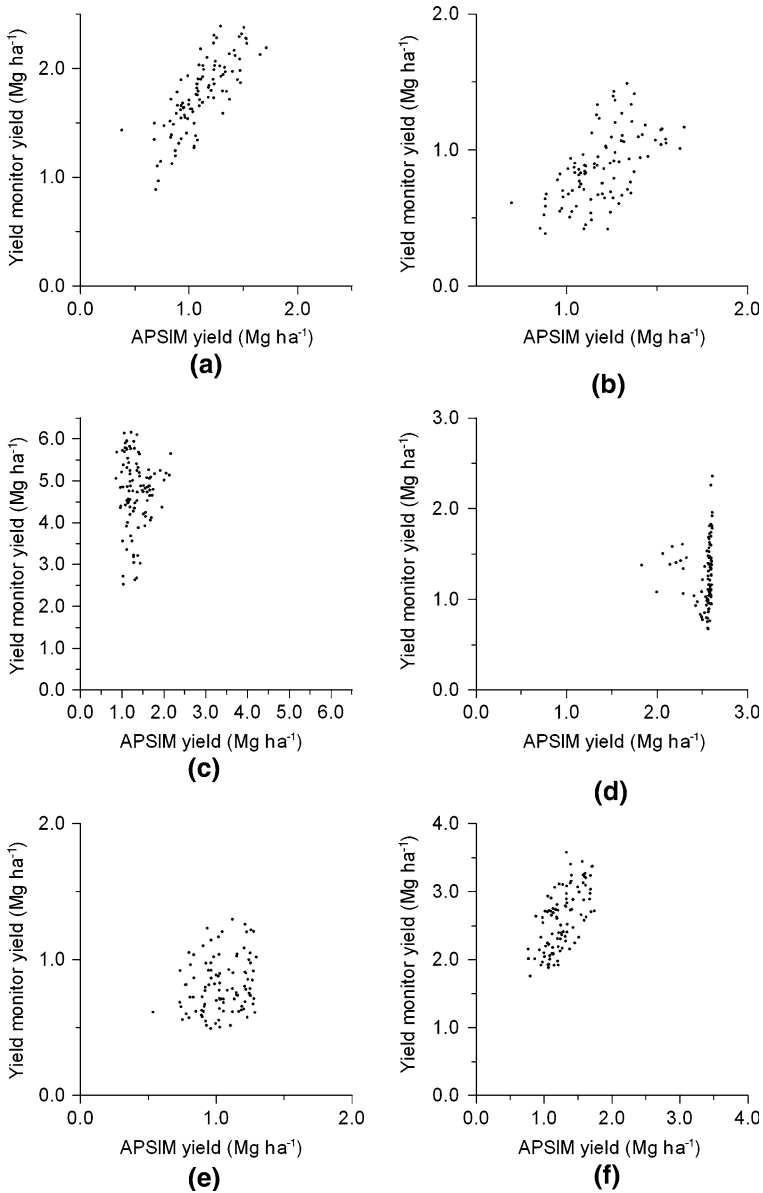 Yield monitor yield (Mg ha⁻¹)
2.0
1.0
0.0
0.0 1.0 2.0
APSIM yield (Mg ha⁻¹)
(a)
Yield monitor yield (Mg ha⁻¹)
2.0
1.0
0.0
1.0 2.0
APSIM yield (Mg ha⁻¹)
(b)
Yield monitor yield (Mg ha⁻¹)
6.0
5.0
4.0
3.0
2.0
1.0
0.0
0.0 1.0 2.0 3.0 4.0 5.0 6.0
APSIM yield (Mg ha⁻¹)
(c)
Yield monitor yield (Mg ha⁻¹)
3.0
2.0
1.0
0.0
0.0 1.0 2.0 3.0
APSIM yield (Mg ha⁻¹)
(d)
Yield monitor yield (Mg ha⁻¹)
2.0
1.0
0.0
0.0 1.0 2.0
APSIM yield (Mg ha⁻¹)
(e)
Yield monitor yield (Mg ha⁻¹)
4.0
3.0
2.0
1.0
0.0
0.0 1.0 2.0 3.0 4.0
APSIM yield (Mg ha⁻¹)
(f)